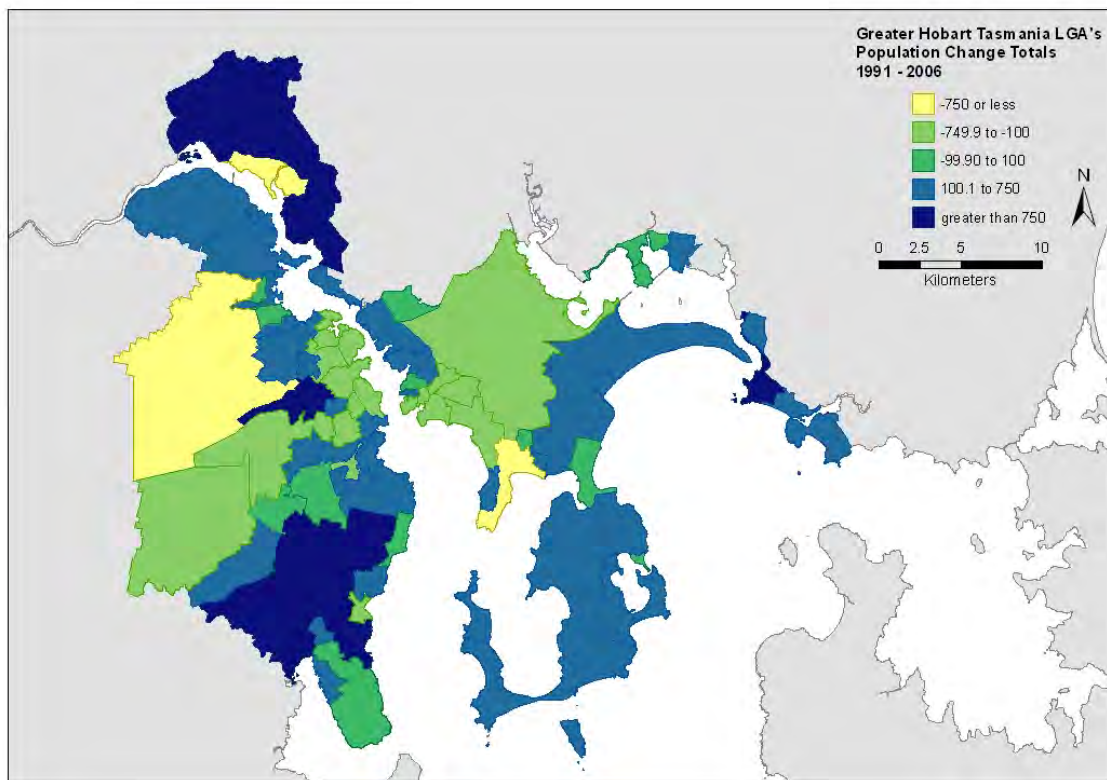 Greater Hobart Tasmania LGA's
Population Change Totals
1991 - 2006
-750 or less
-749.9 to -100
-99.90 to 100
100.1 to 750
greater than 750
N
0 2.5 5 10
Kilometers